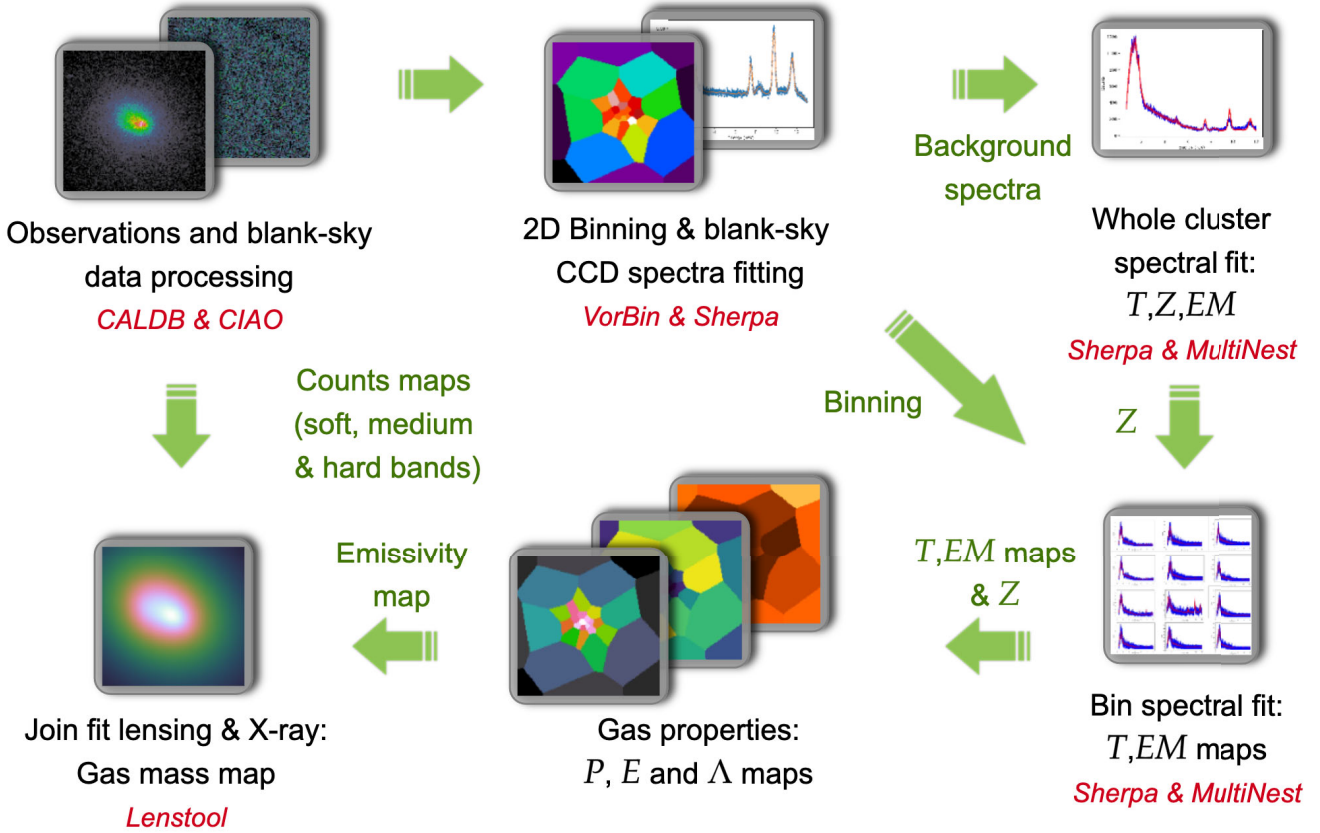 Observations and blank-sky
data processing
CALDB & CIAO
2D Binning & blank-sky
CCD spectra fitting
VorBin & Sherpa
Background
spectra
Whole cluster
spectral fit:
T,Z,EM
Sherpa & MultiNest
Counts maps
(soft, medium
& hard bands)
Binning
Z
Emissivity
map
T,EM maps
& Z
Join fit lensing & X-ray:
Gas mass map
Lenstool
Gas properties:
P, E and Λ maps
Bin spectral fit:
T,EM maps
Sherpa & MultiNest